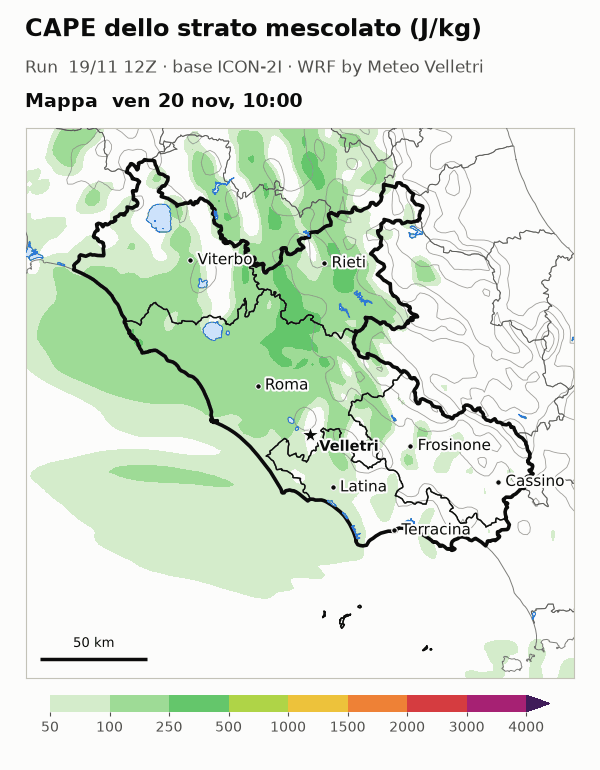 CAPE dello strato mescolato (J/kg)
Run  19/11 12Z · base ICON-2I · WRF by Meteo Velletri
Mappa  ven 20 nov, 10:00
Viterbo
Rieti
Roma
Velletri
Frosinone
Cassino
Latina
Terracina
50 km
50 100 250 500 1000 1500 2000 3000 4000